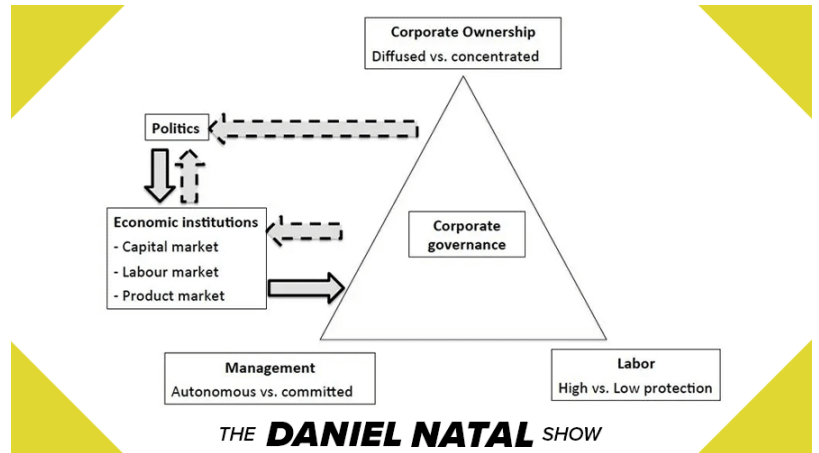 Corporate Ownership
Diffused vs. concentrated
Politics
Economic institutions
- Capital market
- Labour market
- Product market
Corporate
governance
Management
Autonomous vs. committed
Labor
High vs. Low protection
THE DANIEL NATAL SHOW